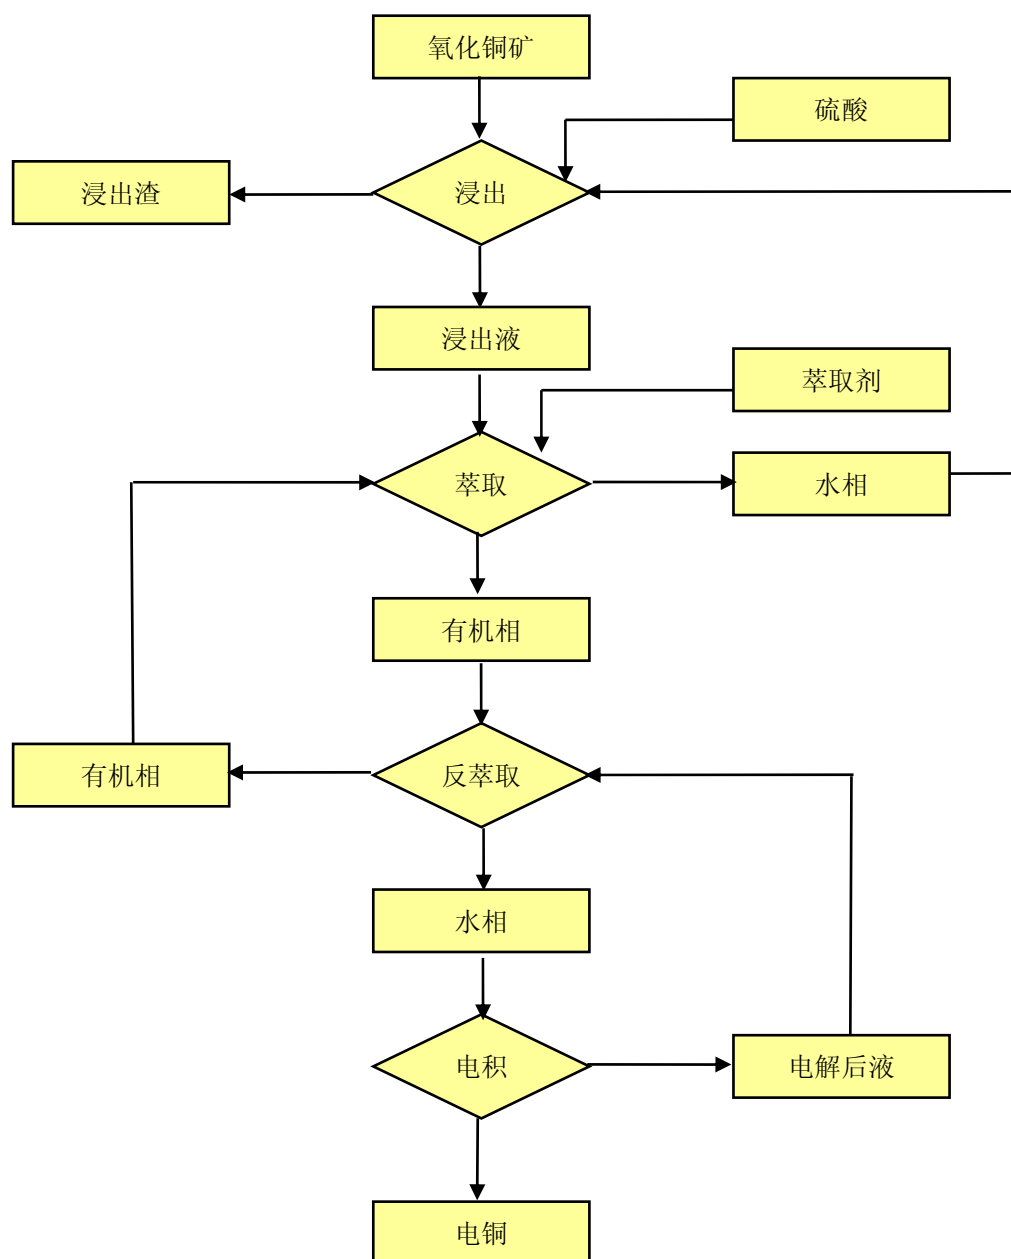 氧化铜矿
硫酸
浸出渣
浸出
浸出液
萃取剂
萃取
水相
有机相
有机相
反萃取
水相
电积
电解后液
电铜